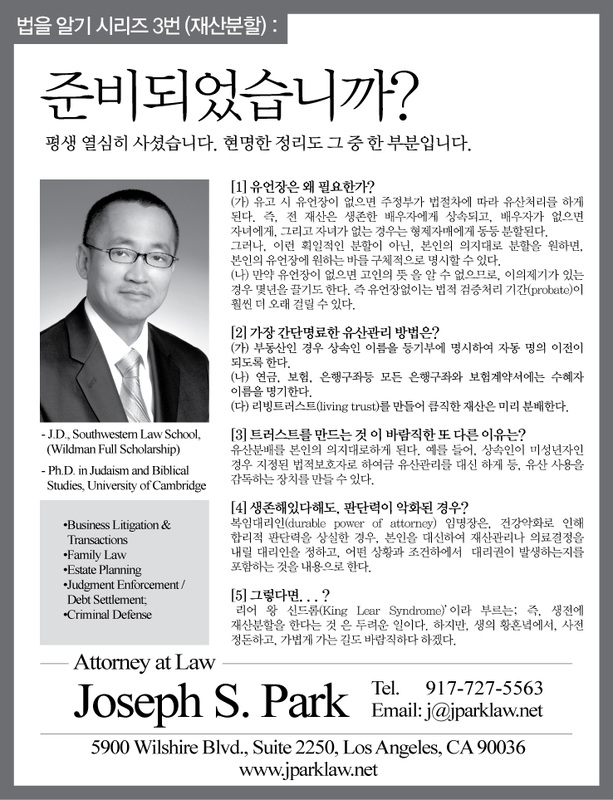 법을 알기 시리즈 3번 (재산분할) :
준비되었습니까?
평생 열심히 사셨습니다. 현명한 정리도 그 중 한 부분입니다.
- J.D., Southwestern Law School,
(Wildman Full Scholarship)
- Ph.D. in Judaism and Biblical
Studies, University of Cambridge
•Business Litigation &
Transactions
•Family Law
•Estate Planning
•Judgment Enforcement /
Debt Settlement;
•Criminal Defense
[1] 유언장은 왜 필요한가?
(가) 유고 시 유언장이 없으면 주정부가 법절차에 따라 유산처리를 하게
된다. 즉, 전 재산은 생존한 배우자에게 상속되고, 배우자가 없으면
자녀에게, 그리고 자녀가 없는 경우는 형제자매에게 동등 분할된다.
그러나, 이런 획일적인 분할이 아닌, 본인의 의지대로 분할을 원하면,
본인의 유언장에 원하는 바를 구체적으로 명시할 수 있다.
(나) 만약 유언장이 없으면 고인의 뜻 을 알 수 없으므로, 이의제기가 있는
경우 몇년을 끌기도 한다. 즉 유언장없이는 법적 검증처리 기간(probate)이
훨씬 더 오래 걸릴 수 있다.
[2] 가장 간단명료한 유산관리 방법은?
(가) 부동산인 경우 상속인 이름을 등기부에 명시하여 자동 명의 이전이
되도록 한다.
(나) 연금, 보험, 은행구좌등 모든 은행구좌와 보험계약서에는 수혜자
이름을 명기한다.
(다) 리빙트러스트(living trust)를 만들어 큼직한 재산은 미리 분배한다.
[3] 트러스트를 만드는 것 이 바람직한 또 다른 이유는?
유산분배를 본인의 의지대로하게 된다. 예를 들어, 상속인이 미성년자인
경우 지정된 법적보호자로 하여금 유산관리를 대신 하게 등, 유산 사용을
감독하는 장치를 만들 수 있다.
[4] 생존해있다해도, 판단력이 악화된 경우?
복임대리인(durable power of attorney) 임명장은, 건강악화로 인해
합리적 판단력을 상실한 경우, 본인을 대신하여 재산관리나 의료결정을
내릴 대리인을 정하고, 어떤 상황과 조건하에서 대리권이 발생하는지를
포함하는 것을 내용으로 한다.
[5] 그렇다면. . . ?
리어 왕 신드롬(King Lear Syndrome)’이라 부르는; 즉, 생전에
재산분할을 한다는 것 은 두려운 일이다. 하지만, 생의 황혼녘에서, 사전
정돈하고, 가볍게 가는 길도 바람직하다 하겠다.
Attorney at Law
Joseph S. Park
Tel. 917-727-5563
Email: j@jparklaw.net
5900 Wilshire Blvd., Suite 2250, Los Angeles, CA 90036
www.jparklaw.net